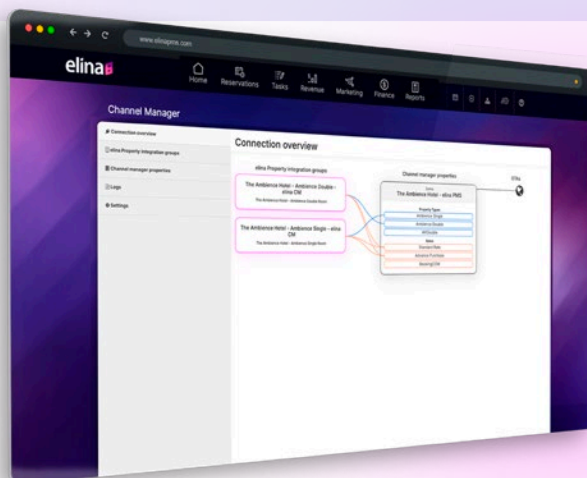 www.elinapms.com
elina
Home
Reservations
Tasks
Revenue
Marketing
Finance
Reports
Channel Manager
Connection overview
elina Property Integration groups
Channel manager properties
Logs
Settings
Connection overview
elina Property Integration groups
The Ambience Hotel - Ambience Double - elina CM
The Ambience Hotel - Ambience Double Room
The Ambience Hotel - Ambience Single - elina CM
The Ambience Hotel - Ambience Single Room
Channel manager properties
The Ambience Hotel - elina PMS
Property Types
Ambience Single
Ambience Double
Rates
Standard Rate
Advance Purchase
OTAs